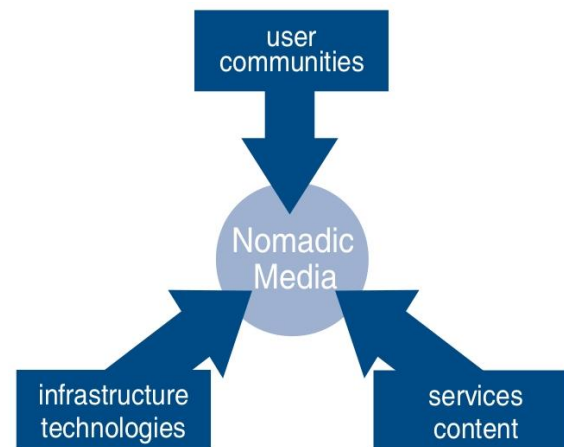 user
communities
Nomadic
Media
infrastructure
technologies
services
content